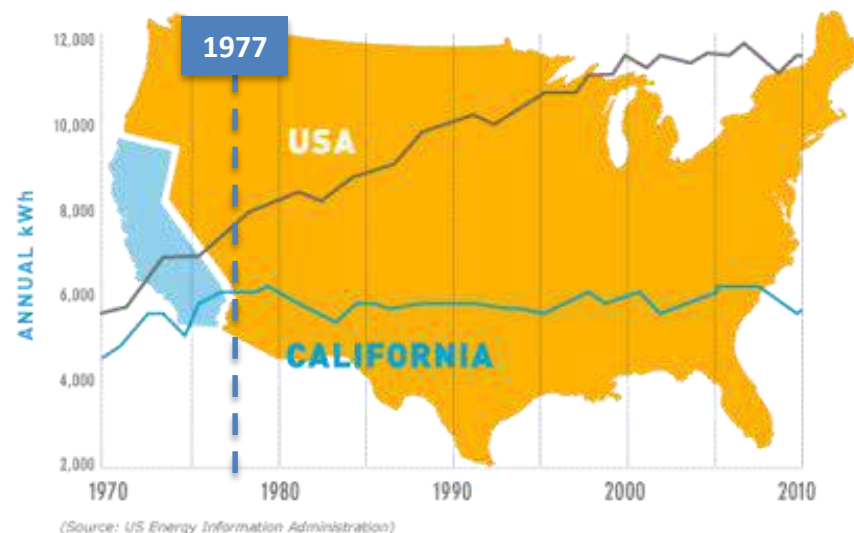 1977
12,000
10,000
8,000
6,000
4,000
2,000
ANNUAL kWh
USA
CALIFORNIA
1970 1980 1990 2000 2010
(Source: US Energy Information Administration)